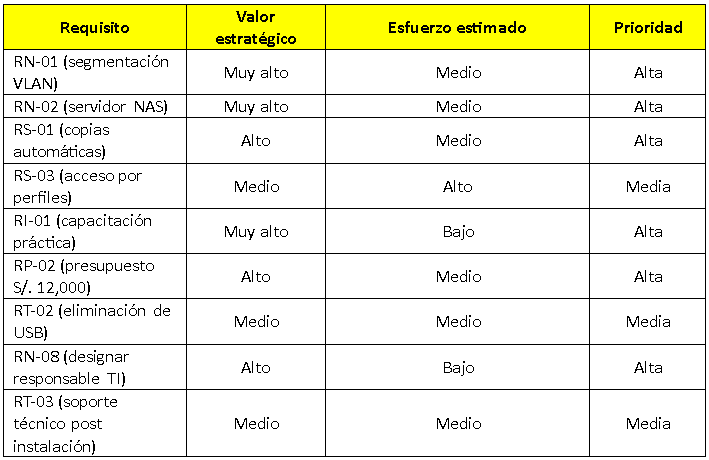 Requisito
Valor
estratégico
Esfuerzo estimado
Prioridad
RN-01 (segmentación
VLAN)
Muy alto
Medio
Alta
RN-02 (servidor NAS)
Muy alto
Medio
Alta
RS-01 (copias
automáticas)
Alto
Medio
Alta
RS-03 (acceso por
perfiles)
Medio
Alto
Media
RI-01 (capacitación
práctica)
Muy alto
Bajo
Alta
RP-02 (presupuesto
S/. 12,000)
Alto
Medio
Alta
RT-02 (eliminación de
USB)
Medio
Medio
Media
RN-08 (designar
responsable TI)
Alto
Bajo
Alta
RT-03 (soporte
técnico post
instalación)
Medio
Medio
Media